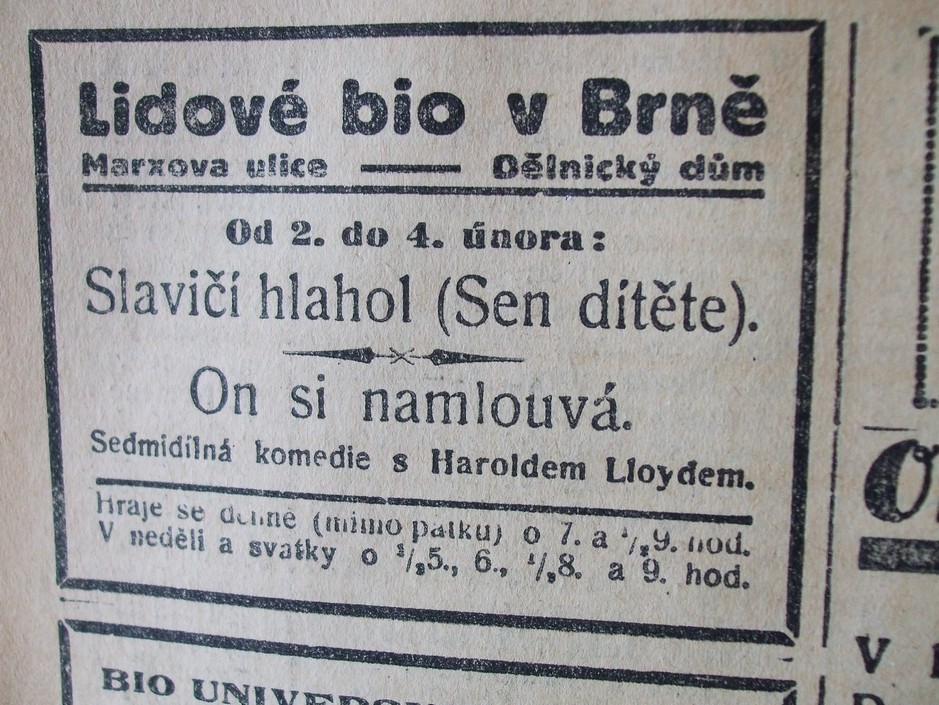 Lidové bio v Brně
Marxova ulice — Dělnický dům
Od 2. do 4. února:
Slavičí hlahol (Sen dítěte).
On si namlouvá.
Sedmidílná komedie s Haroldem Lloydem.
Hraje se denně (mimo pátku) o 7. a ½9. hod.
V neděli a svátky o ½5., 6., ½8. a 9. hod.
BIO
V